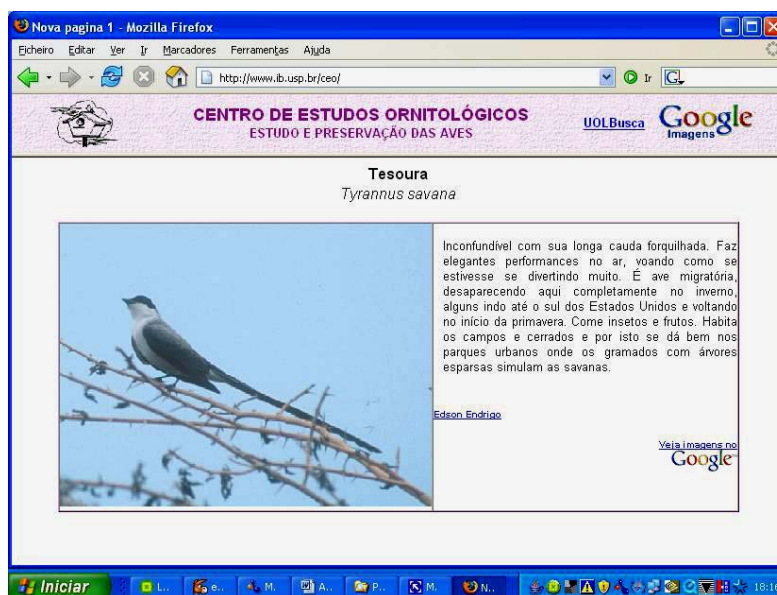 Nova pagina 1 - Mozilla Firefox
Ficheiro Editar Ver Ir Marcadores Ferramentas Ajuda
http://www.ib.usp.br/ceo/ Ir
CENTRO DE ESTUDOS ORNITOLÓGICOS
ESTUDO E PRESERVAÇÃO DAS AVES
UOLBusca
Google
Imagens
Tesoura
Tyrannus savana
Inconfundível com sua longa cauda forquilhada. Faz
elegantes performances no ar, voando como se
estivesse se divertindo muito. É ave migratória,
desaparecendo aqui completamente no inverno,
alguns indo até o sul dos Estados Unidos e voltando
no início da primavera. Come insetos e frutos. Habita
os campos e cerrados e por isto se dá bem nos
parques urbanos onde os gramados com árvores
esparsas simulam as savanas.
Edson Endrigo
Veja imagens no
Google
Iniciar L.. e.. M. A.. P.. M. N.. 18:16